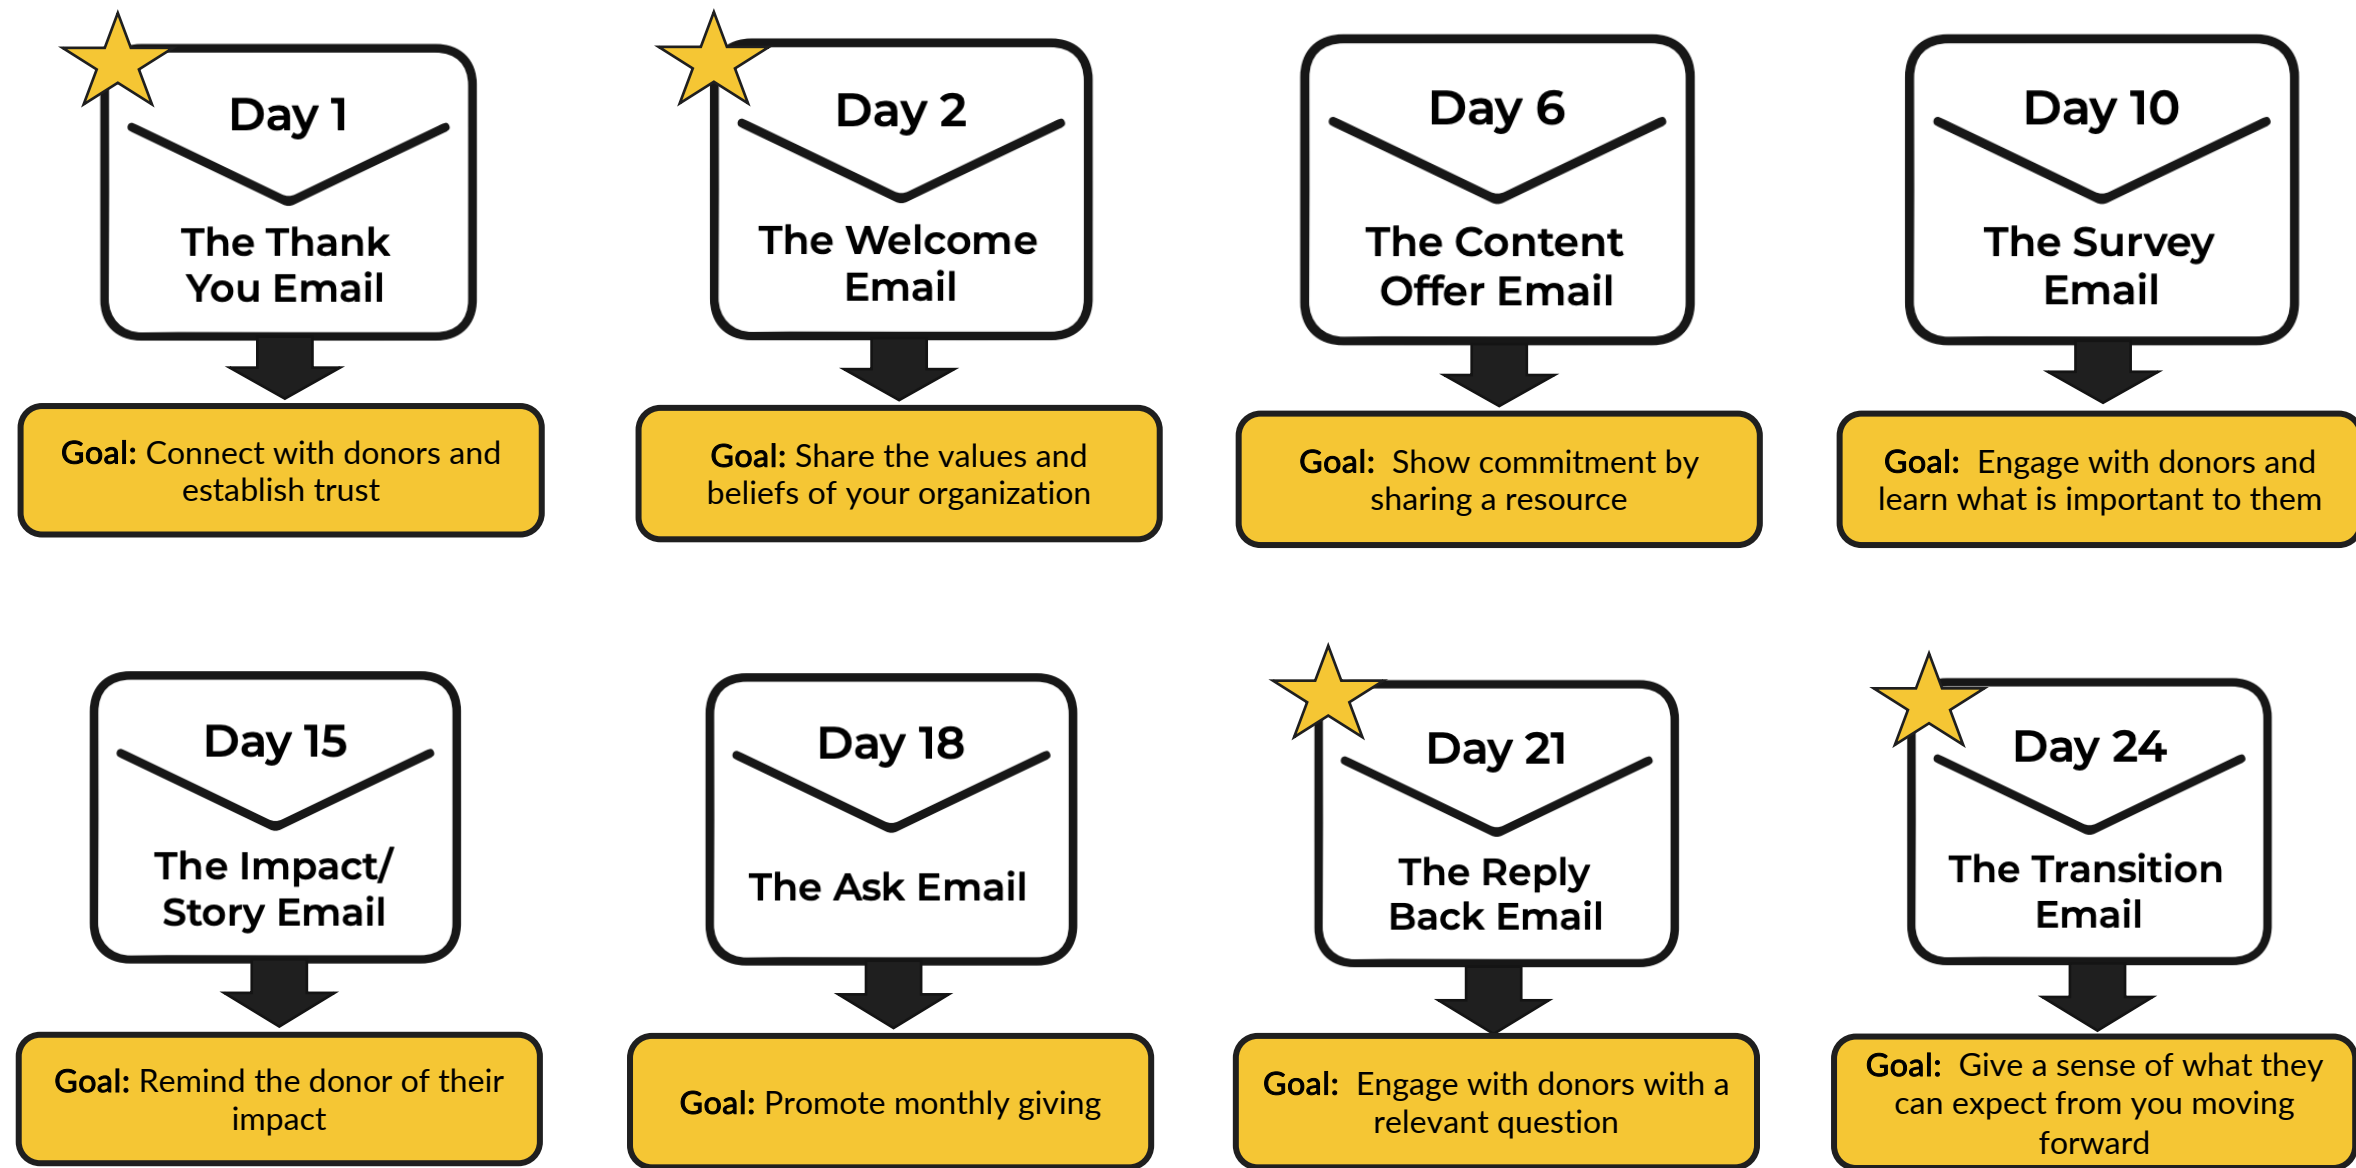 Day 1
The Thank
You Email
Goal: Connect with donors and
establish trust
Day 2
The Welcome
Email
Goal: Share the values and
beliefs of your organization
Day 6
The Content
Offer Email
Goal: Show commitment by
sharing a resource
Day 10
The Survey
Email
Goal: Engage with donors and
learn what is important to them
Day 15
The Impact/
Story Email
Goal: Remind the donor of their
impact
Day 18
The Ask Email
Goal: Promote monthly giving
Day 21
The Reply
Back Email
Goal: Engage with donors with a
relevant question
Day 24
The Transition
Email
Goal: Give a sense of what they
can expect from you moving
forward